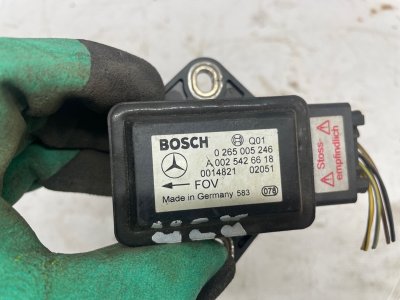 BOSCH Q01
0 265 005 246
A 002 542 66 18
0014821 02051
FOV
Made in Germany 583 076
Stoss-
empfindlich